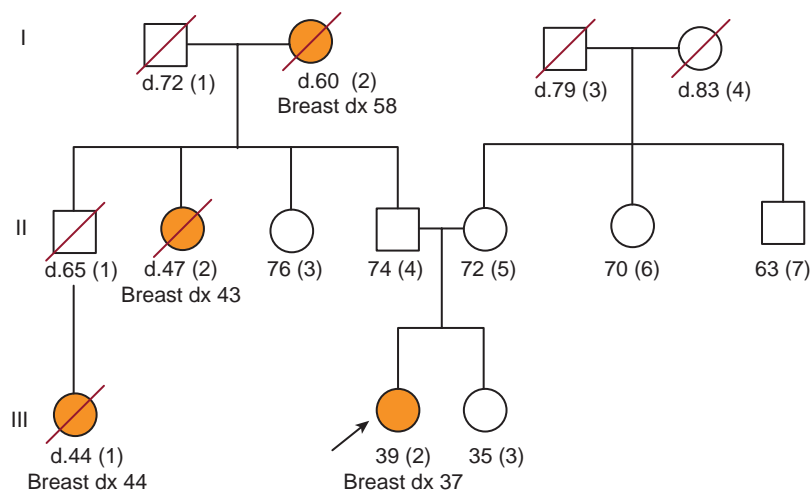 I
d.72 (1)
d.60 (2)
Breast dx 58
d.79 (3)
d.83 (4)
II
d.65 (1)
d.47 (2)
Breast dx 43
76 (3)
74 (4)
72 (5)
70 (6)
63 (7)
III
d.44 (1)
Breast dx 44
39 (2)
Breast dx 37
35 (3)